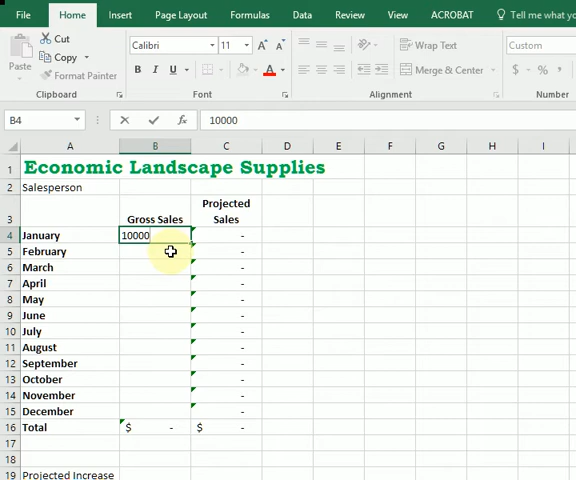 File Home Insert Page Layout Formulas Data Review View ACROBAT Tell me what
Cut
Copy
Format Painter
Paste
Clipboard
Calibri 11 A A
B I U A
Font
Wrap Text
Merge & Center
Alignment
Custom
$ %
Number
B4 fx 10000
A B C D E F G H I
1 Economic Landscape Supplies
2 Salesperson
3 Gross Sales Projected
Sales
4 January 10000 -
5 February -
6 March -
7 April -
8 May -
9 June -
10 July -
11 August -
12 September -
13 October -
14 November -
15 December -
16 Total $ - $ -
17
18
19 Projected Increase